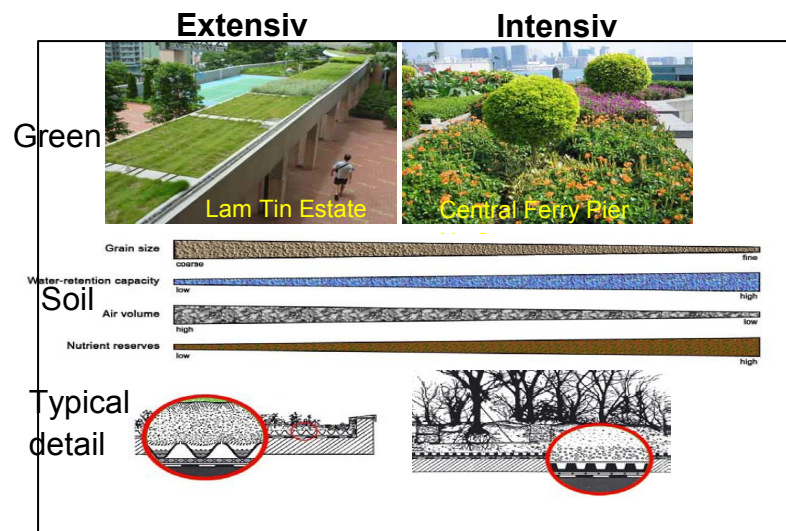 Extensiv Intensiv
Green
Lam Tin Estate Central Ferry Pier
Grain size
coarse fine
Water-retention capacity
low high
Soil
Air volume
high low
Nutrient reserves
low high
Typical
detail